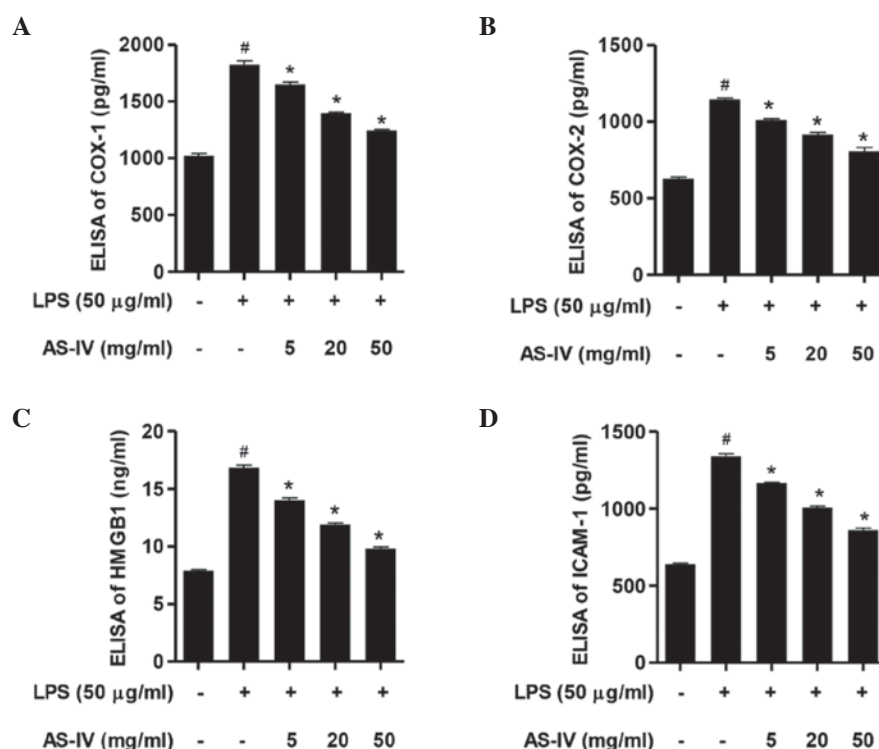 A
ELISA of COX-1 (pg/ml)
2000
1500
1000
500
0
#
*
*
*
LPS (50 μg/ml) - + + + +
AS-IV (mg/ml) - - 5 20 50
B
ELISA of COX-2 (pg/ml)
1500
1000
500
0
#
*
*
*
LPS (50 μg/ml) - + + + +
AS-IV (mg/ml) - - 5 20 50
C
ELISA of HMGB1 (ng/ml)
20
15
10
5
0
#
*
*
*
LPS (50 μg/ml) - + + + +
AS-IV (mg/ml) - - 5 20 50
D
ELISA of ICAM-1 (pg/ml)
1500
1000
500
0
#
*
*
*
LPS (50 μg/ml) - + + + +
AS-IV (mg/ml) - - 5 20 50